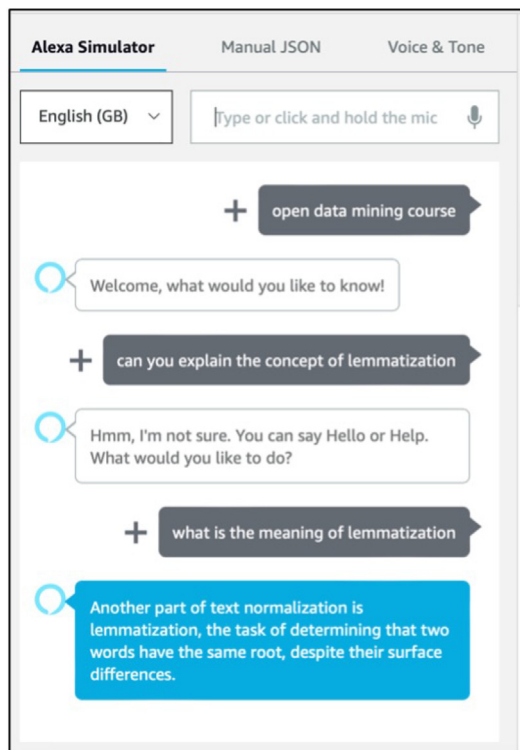 Alexa Simulator
Manual JSON
Voice & Tone
English (GB)
Type or click and hold the mic
open data mining course
Welcome, what would you like to know!
can you explain the concept of lemmatization
Hmm, I'm not sure. You can say Hello or Help.
What would you like to do?
what is the meaning of lemmatization
Another part of text normalization is
lemmatization, the task of determining that two
words have the same root, despite their surface
differences.